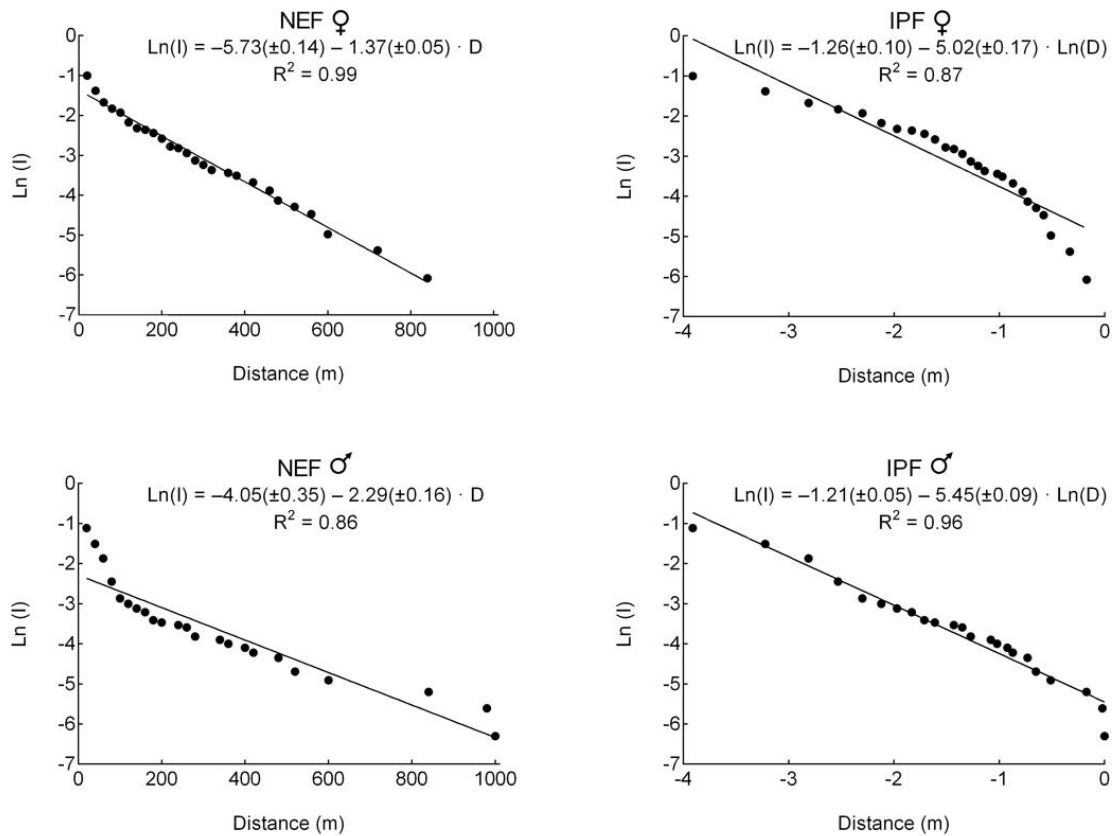 NEF ♀
Ln(I) = –5.73(±0.14) – 1.37(±0.05) · D
R² = 0.99
0
-1
-2
-3
-4
-5
-6
-7
Ln (I)
0 200 400 600 800 1000
Distance (m)
IPF ♀
Ln(I) = –1.26(±0.10) – 5.02(±0.17) · Ln(D)
R² = 0.87
0
-1
-2
-3
-4
-5
-6
-7
Ln (I)
-4 -3 -2 -1 0
Distance (m)
NEF ♂
Ln(I) = –4.05(±0.35) – 2.29(±0.16) · D
R² = 0.86
0
-1
-2
-3
-4
-5
-6
-7
Ln (I)
0 200 400 600 800 1000
Distance (m)
IPF ♂
Ln(I) = –1.21(±0.05) – 5.45(±0.09) · Ln(D)
R² = 0.96
0
-1
-2
-3
-4
-5
-6
-7
Ln (I)
-4 -3 -2 -1 0
Distance (m)